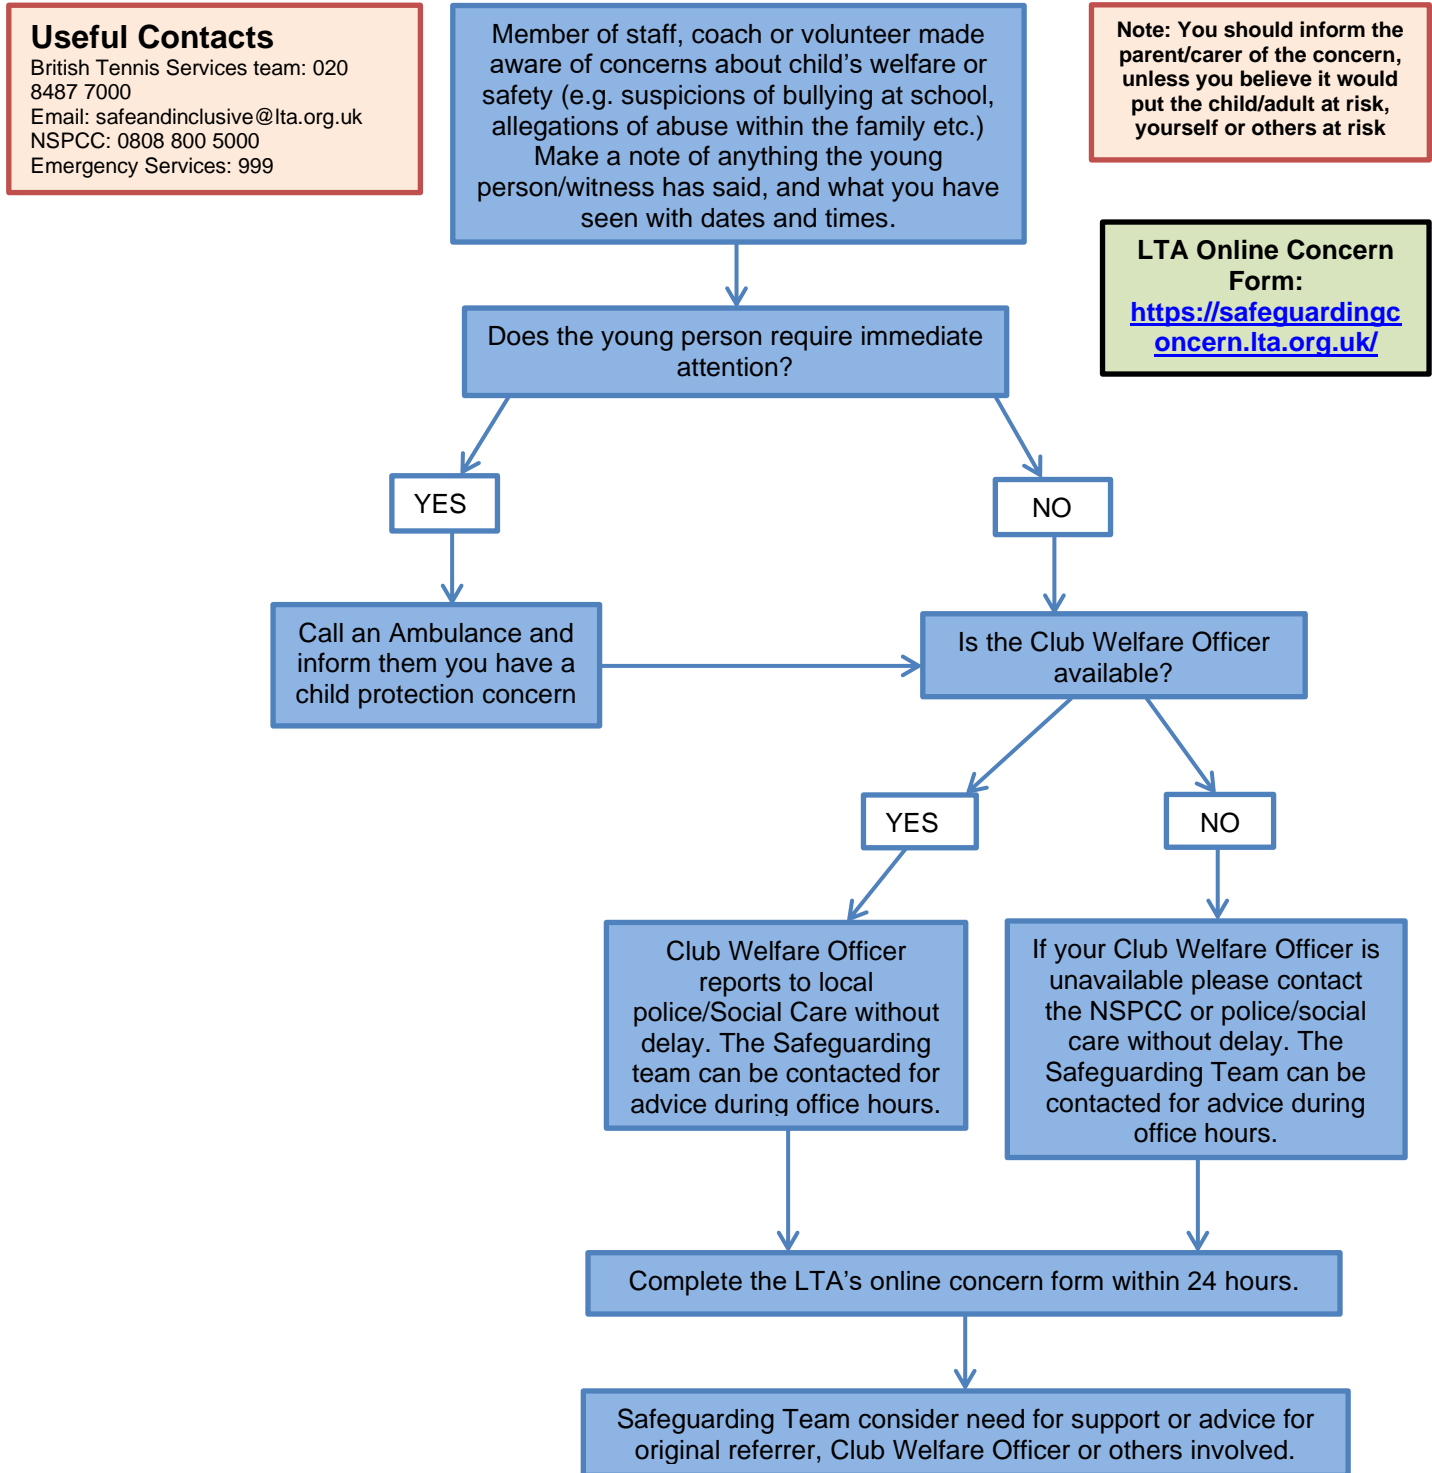 Useful Contacts
British Tennis Services team: 020
8487 7000
Email: safeandinclusive@lta.org.uk
NSPCC: 0808 800 5000
Emergency Services: 999
Member of staff, coach or volunteer made
aware of concerns about child’s welfare or
safety (e.g. suspicions of bullying at school,
allegations of abuse within the family etc.)
Make a note of anything the young
person/witness has said, and what you have
seen with dates and times.
Note: You should inform the
parent/carer of the concern,
unless you believe it would
put the child/adult at risk,
yourself or others at risk
LTA Online Concern
Form:
https://safeguardingc
oncern.lta.org.uk/
Does the young person require immediate
attention?
YES
NO
Call an Ambulance and
inform them you have a
child protection concern
Is the Club Welfare Officer
available?
YES
NO
Club Welfare Officer
reports to local
police/Social Care without
delay. The Safeguarding
team can be contacted for
advice during office hours.
If your Club Welfare Officer is
unavailable please contact
the NSPCC or police/social
care without delay. The
Safeguarding Team can be
contacted for advice during
office hours.
Complete the LTA’s online concern form within 24 hours.
Safeguarding Team consider need for support or advice for
original referrer, Club Welfare Officer or others involved.